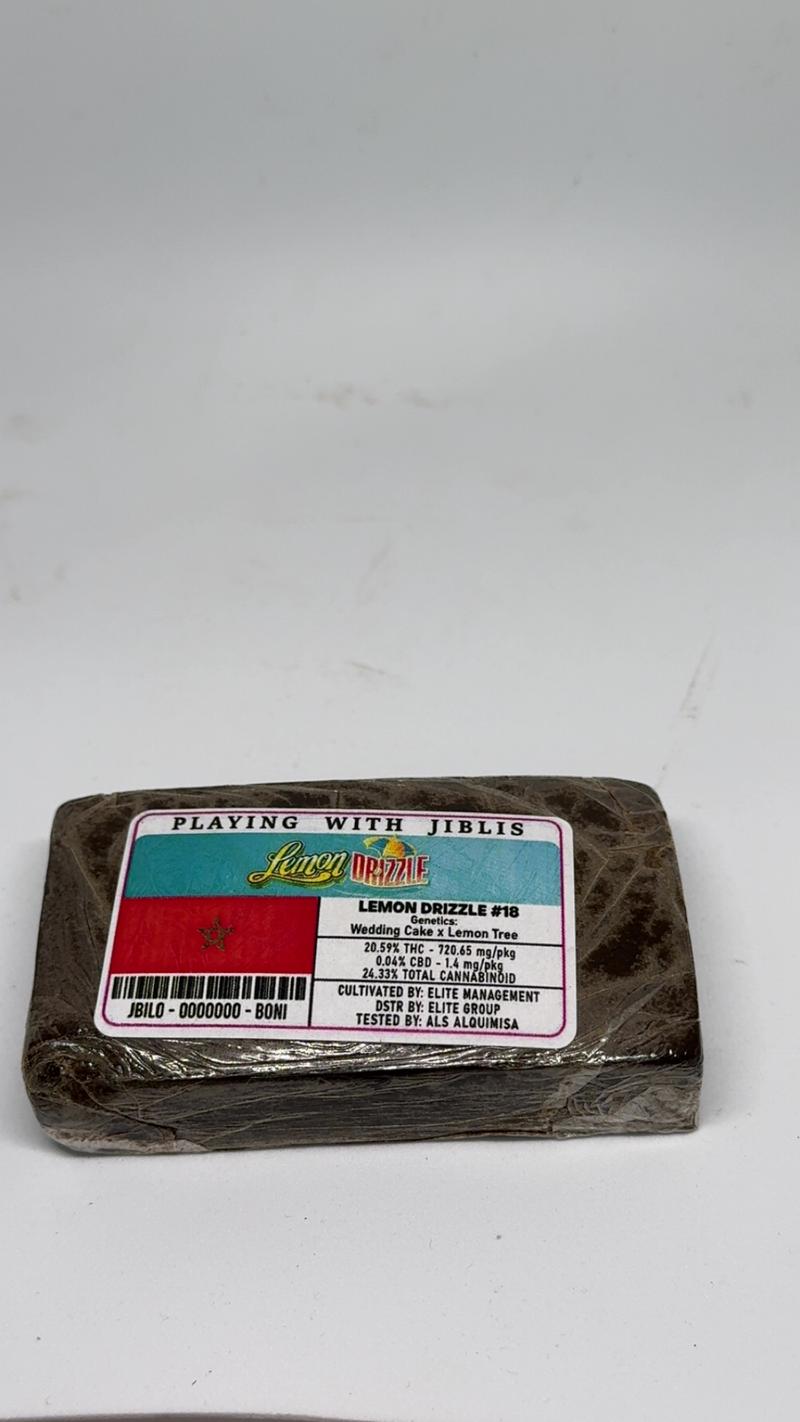 PLAYING WITH JIBLIS
Lemon DRIZZLE
LEMON DRIZZLE #18
Genetics:
Wedding Cake x Lemon Tree
20.59% THC - 720.65 mg/pkg
0.04% CBD - 1.4 mg/pkg
24.33% TOTAL CANNABINOID
CULTIVATED BY: ELITE MANAGEMENT
DSTR BY: ELITE GROUP
TESTED BY: ALS ALQUIMISA
JBILO - 0000000 - BONI